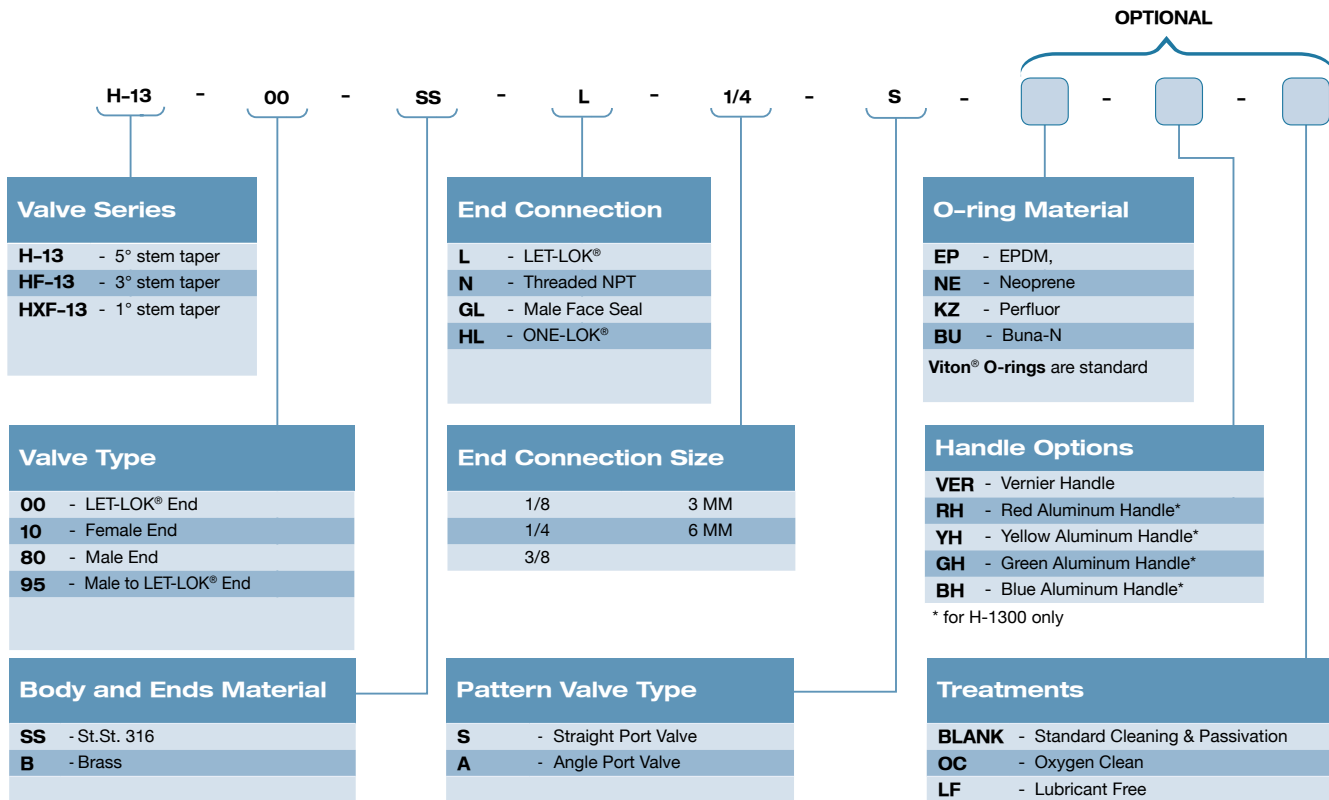 OPTIONAL
H-13 - 00 - SS - L - 1/4 - S - - -
Valve Series
H-13 - 5° stem taper
HF-13 - 3° stem taper
HXF-13 - 1° stem taper
End Connection
L - LET-LOK®
N - Threaded NPT
GL - Male Face Seal
HL - ONE-LOK®
O-ring Material
EP - EPDM,
NE - Neoprene
KZ - Perfluor
BU - Buna-N
Viton® O-rings are standard
Valve Type
00 - LET-LOK® End
10 - Female End
80 - Male End
95 - Male to LET-LOK® End
End Connection Size
1/8 3 MM
1/4 6 MM
3/8
Handle Options
VER - Vernier Handle
RH - Red Aluminum Handle*
YH - Yellow Aluminum Handle*
GH - Green Aluminum Handle*
BH - Blue Aluminum Handle*
* for H-1300 only
Body and Ends Material
SS - St.St. 316
B - Brass
Pattern Valve Type
S - Straight Port Valve
A - Angle Port Valve
Treatments
BLANK - Standard Cleaning & Passivation
OC - Oxygen Clean
LF - Lubricant Free